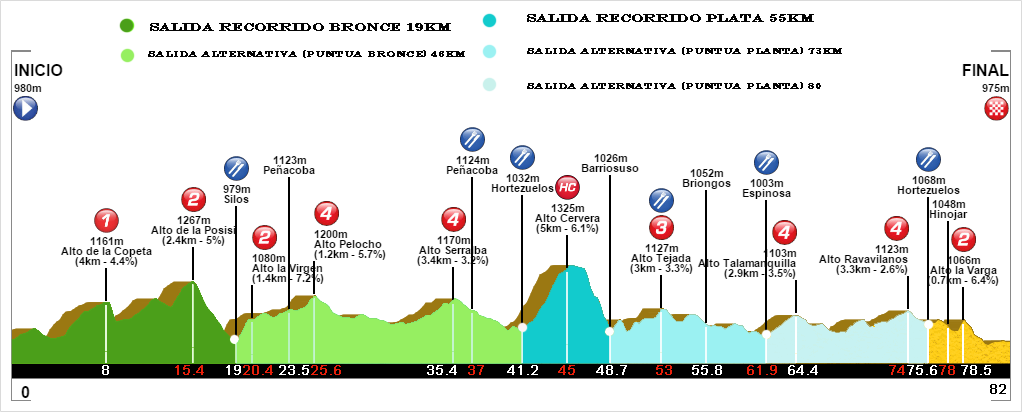 SALIDA RECORRIDO BRONCE 19KM
SALIDA ALTERNATIVA (PUNTUA BRONCE) 46KM
SALIDA RECORRIDO PLATA 55KM
SALIDA ALTERNATIVA (PUNTUA PLANTA) 73KM
SALIDA ALTERNATIVA (PUNTUA PLANTA) 80
INICIO
980m
FINAL
975m
1
1161m
Alto de la Copeta
(4km - 4.4%)
2
1267m
Alto de la Posisi
(2.4km - 5%)
979m
Silos
2
1080m
Alto la Virgen
(1.4km - 7.2%)
1123m
Peñacoba
4
1200m
Alto Pelocho
(1.2km - 5.7%)
4
1170m
Alto Serralba
(3.4km - 3.2%)
1124m
Peñacoba
1032m
Hortezuelos
HC
1325m
Alto Cervera
(5km - 6.1%)
1026m
Barriosuso
3
1127m
Alto Tejada
(3km - 3.3%)
1052m
Briongos
1003m
Espinosa
4
1103m
Alto Talamanquilla
(2.9km - 3.5%)
4
1123m
Alto Ravavilanos
(3.3km - 2.6%)
1068m
Hortezuelos
1048m
Hinojar
2
1066m
Alto la Varga
(0.7km - 6.4%)
8 15.4 19 20.4 23.5 25.6 35.4 37 41.2 45 48.7 53 55.8 61.9 64.4 74 75.6 78 78.5
0 82